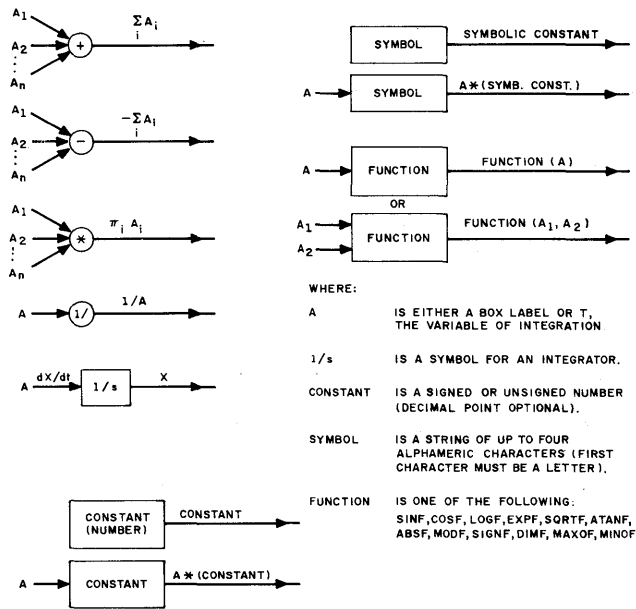 A1
A2
An
+
∑ Ai
i
A1
A2
An
−
−∑ Ai
i
A1
A2
An
*
πi Ai
A
1/
1/A
A
dX/dt
1/s
X
CONSTANT
(NUMBER)
CONSTANT
A
CONSTANT
A*(CONSTANT)
SYMBOL
SYMBOLIC CONSTANT
A
SYMBOL
A*(SYMB. CONST.)
A
FUNCTION
FUNCTION (A)
OR
A1
A2
FUNCTION
FUNCTION (A1, A2)
WHERE:
A IS EITHER A BOX LABEL OR T,
THE VARIABLE OF INTEGRATION
1/s IS A SYMBOL FOR AN INTEGRATOR.
CONSTANT IS A SIGNED OR UNSIGNED NUMBER
(DECIMAL POINT OPTIONAL).
SYMBOL IS A STRING OF UP TO FOUR
ALPHAMERIC CHARACTERS (FIRST
CHARACTER MUST BE A LETTER).
FUNCTION IS ONE OF THE FOLLOWING:
SINF,COSF,LOGF,EXPF,SQRTF,ATANF,
ABSF,MODF,SIGNF,DIMF,MAXOF,MINOF